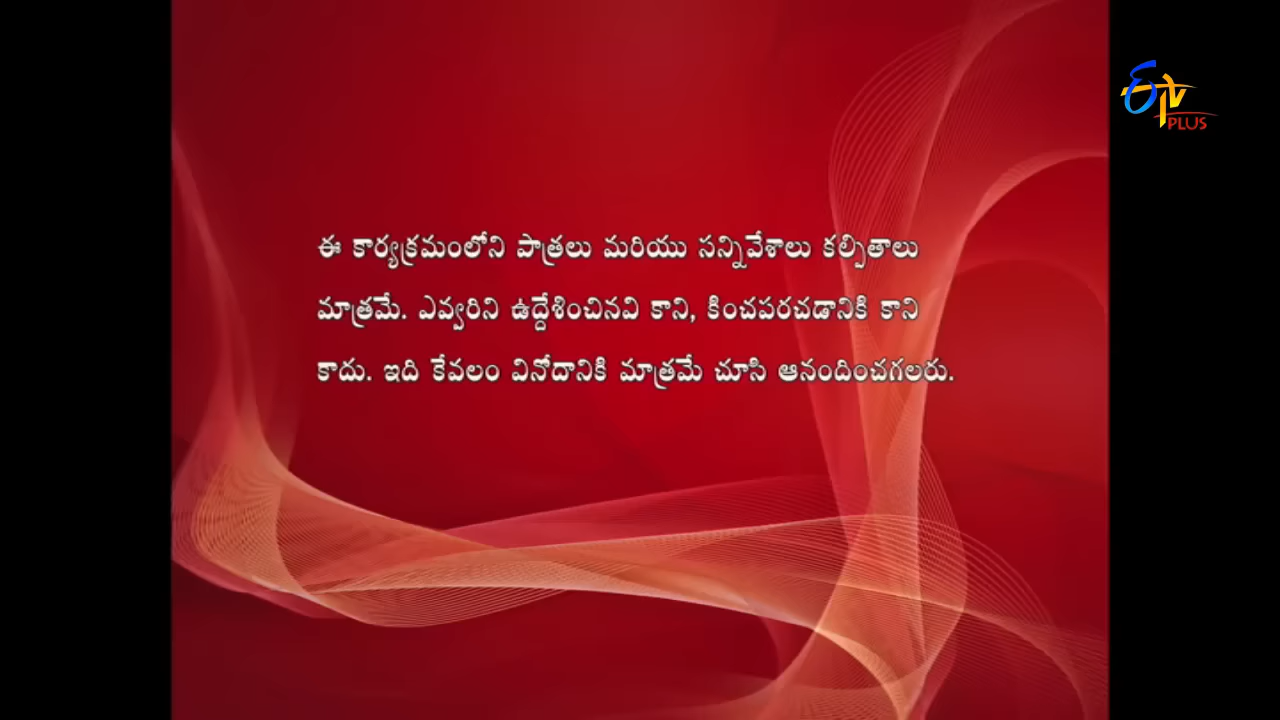 ETV
PLUS
ఈ కార్యక్రమంలోని పాత్రలు మరియు సన్నివేశాలు కల్పితాలు
మాత్రమే. ఎవ్వరిని ఉద్దేశించినవి కాని, కించపరచడానికి కాని
కాదు. ఇది కేవలం వినోదానికి మాత్రమే చూసి ఆనందించగలరు.